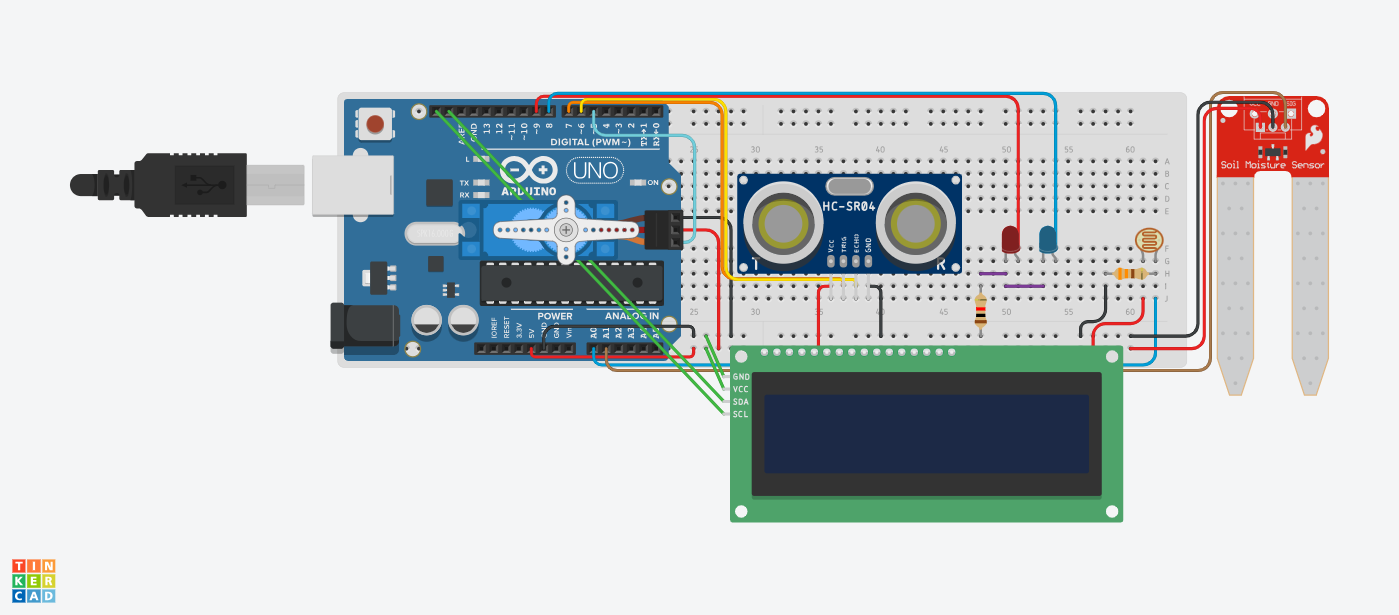 AREF
GND
13
12
~11
~10
~9
8
7
~6
~5
4
~3
2
TX→1
RX←0
DIGITAL (PWM~)
L
TX
RX
ARDUINO
UNO
ON
IOREF
RESET
3.3V
5V
GND
GND
Vin
POWER
ANALOG IN
A0
A1
A2
A3
25
30
35
40
45
50
55
60
A
B
C
D
E
F
G
H
I
J
HC-SR04
VCC
TRIG
ECHO
GND
T
R
VCC
GND
SIG
Soil Moisture Sensor
GND
VCC
SDA
SCL
TIN
KER
CAD